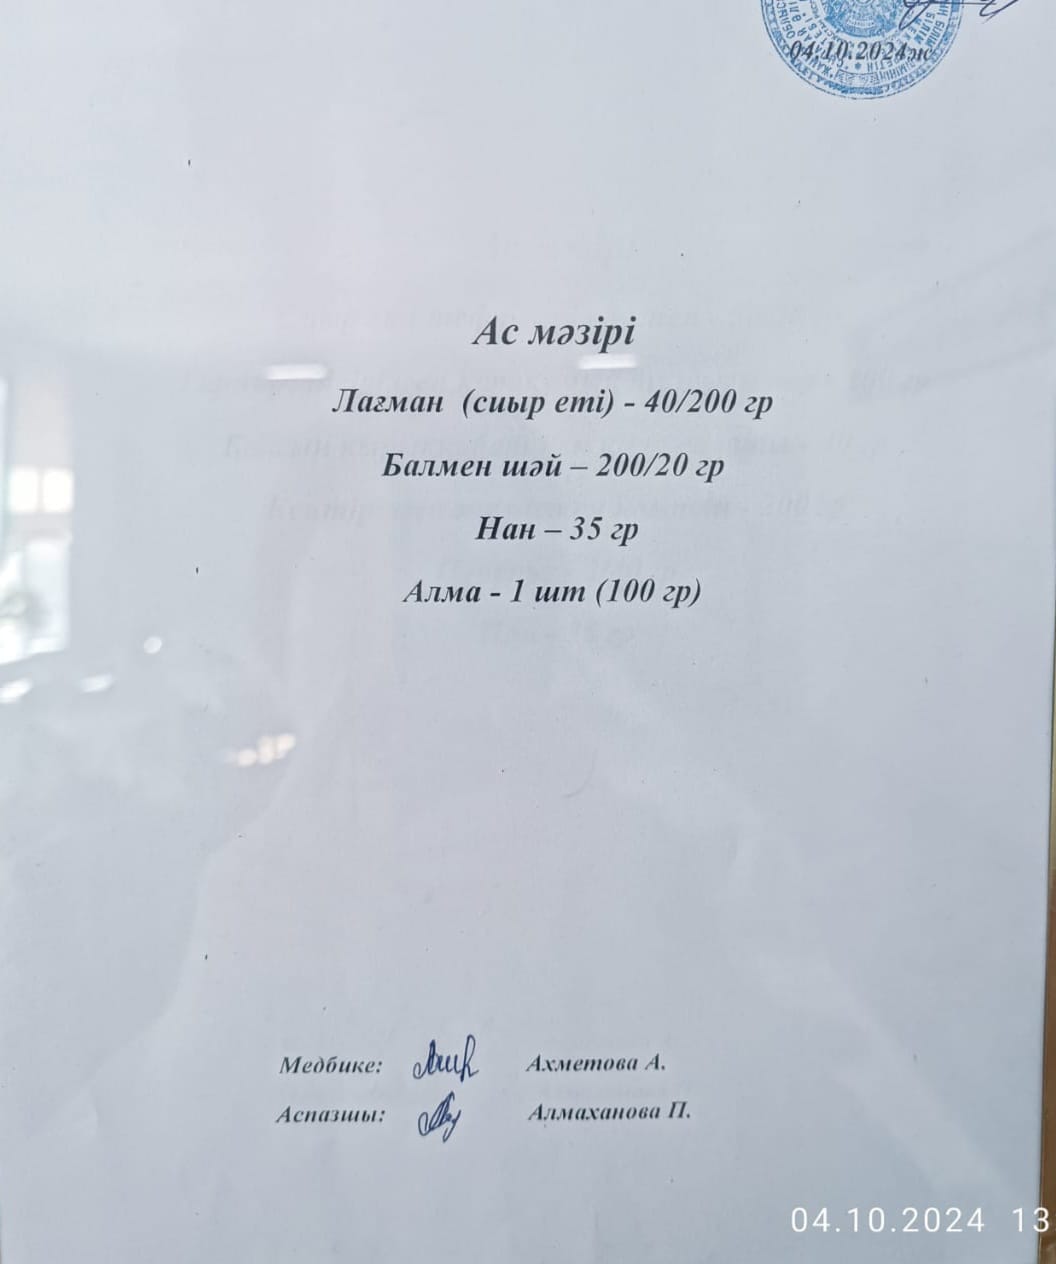 04.10.2024ж
Ас мәзірі
Лағман (сиыр еті) - 40/200 гр
Балмен шәй – 200/20 гр
Нан – 35 гр
Алма - 1 шт (100 гр)
Медбике: Ахметова А.
Аспазшы: Алмаханова П.
04.10.2024 13